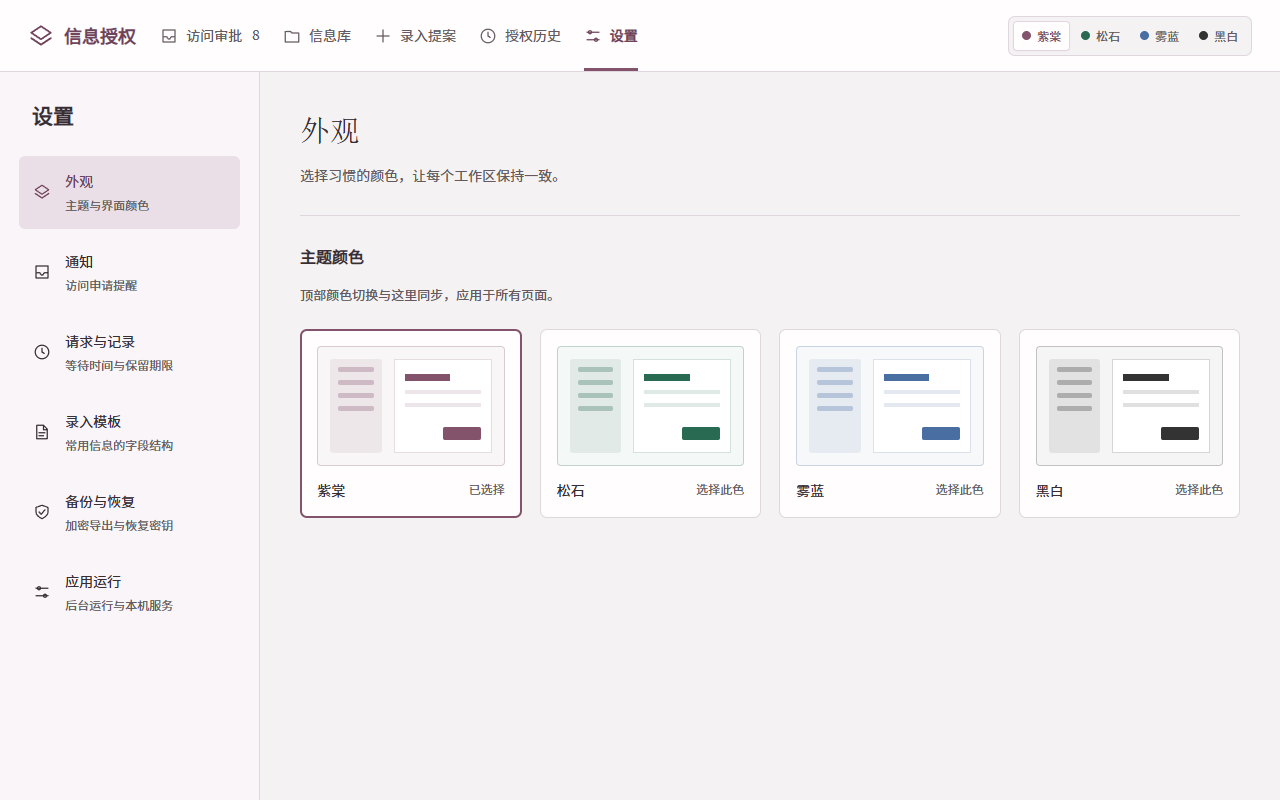 信息授权 访问审批 8 信息库 录入提案 授权历史 设置 紫棠 松石 雾蓝 黑白
设置
外观
主题与界面颜色
通知
访问申请提醒
请求与记录
等待时间与保留期限
录入模板
常用信息的字段结构
备份与恢复
加密导出与恢复密钥
应用运行
后台运行与本机服务
外观
选择习惯的颜色，让每个工作区保持一致。
主题颜色
顶部颜色切换与这里同步，应用于所有页面。
紫棠 已选择
松石 选择此色
雾蓝 选择此色
黑白 选择此色